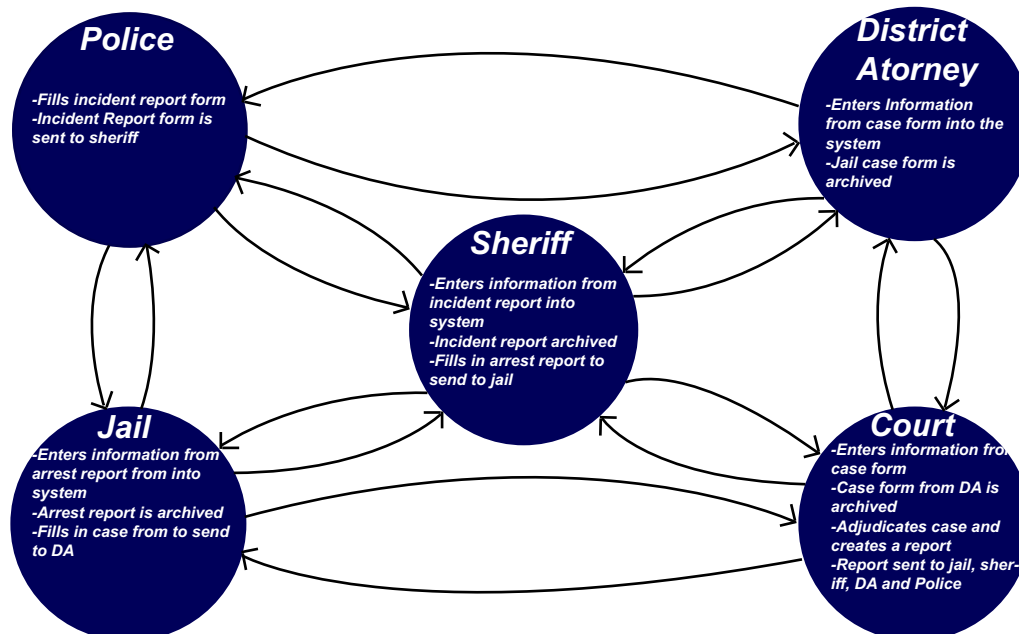 Police
-Fills incident report form
-Incident Report form is
sent to sheriff
District
Atorney
-Enters Information
from case form into the
system
-Jail case form is
archived
Sheriff
-Enters information from
incident report into
system
-Incident report archived
-Fills in arrest report to
send to jail
Jail
-Enters information from
arrest report from into
system
-Arrest report is archived
-Fills in case from to send
to DA
Court
-Enters information from
case form
-Case form from DA is
archived
-Adjudicates case and
creates a report
-Report sent to jail, sher-
iff, DA and Police